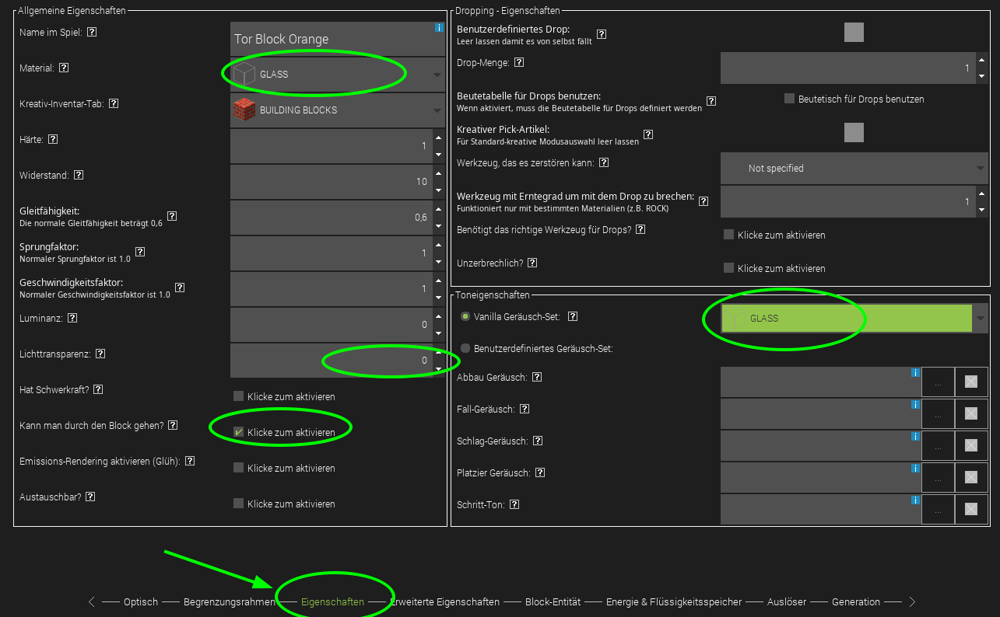 Allgemeine Eigenschaften
Name im Spiel: ?
Tor Block Orange
i
Material: ?
GLASS
Kreativ-Inventar-Tab: ?
BUILDING BLOCKS
Härte: ?
1
Widerstand: ?
10
Gleitfähigkeit:
Die normale Gleitfähigkeit beträgt 0,6 ?
0,6
Sprungfaktor:
Normaler Sprungfaktor ist 1.0 ?
1
Geschwindigkeitsfaktor:
Normaler Geschwindigkeitsfaktor ist 1.0 ?
1
Luminanz: ?
0
Lichttransparenz: ?
0
Hat Schwerkraft? ?
Klicke zum aktivieren
Kann man durch den Block gehen? ?
Klicke zum aktivieren
Emissions-Rendering aktivieren (Glüh): ?
Klicke zum aktivieren
Austauschbar? ?
Klicke zum aktivieren
Dropping - Eigenschaften
Benutzerdefiniertes Drop:
Leer lassen damit es von selbst fällt ?
Drop-Menge: ?
1
Beutetabelle für Drops benutzen:
Wenn aktiviert, muss die Beutetabelle für Drops definiert werden ?
Beutetisch für Drops benutzen
Kreativer Pick-Artikel:
Für Standard-kreative Modusauswahl leer lassen ?
Werkzeug, das es zerstören kann: ?
Not specified
Werkzeug mit Erntegrad um mit dem Drop zu brechen:
Funktioniert nur mit bestimmten Materialien (z.B. ROCK) ?
1
Benötigt das richtige Werkzeug für Drops? ?
Klicke zum aktivieren
Unzerbrechlich? ?
Klicke zum aktivieren
Toneigenschaften
Vanilla Geräusch-Set: ?
GLASS
Benutzerdefiniertes Geräusch-Set:
Abbau Geräusch: ?
i ...
Fall-Geräusch: ?
i ...
Schlag-Geräusch: ?
i ...
Platzier Geräusch: ?
i ...
Schritt-Ton: ?
i ...
Optisch Begrenzungsrahmen Eigenschaften Erweiterte Eigenschaften Block-Entität Energie & Flüssigkeitsspeicher Auslöser Generation